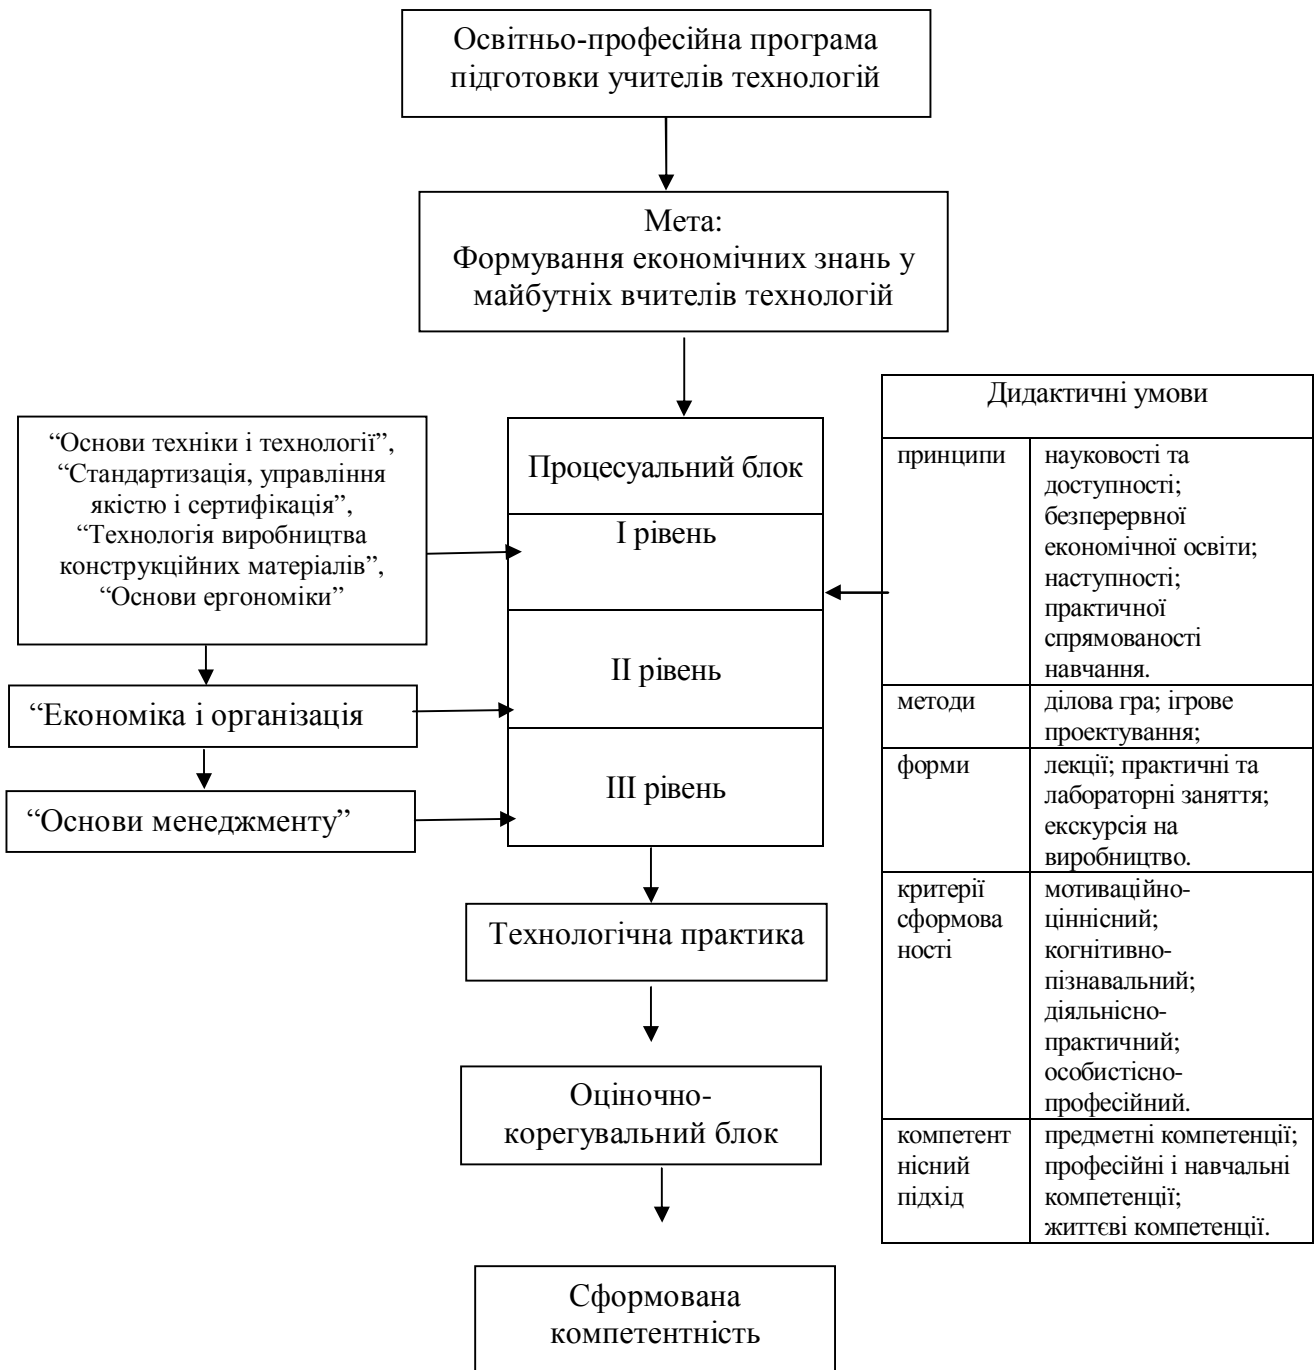 Освітньо-професійна програма
підготовки учителів технологій
Мета:
Формування економічних знань у
майбутніх вчителів технологій
“Основи техніки і технології”,
“Стандартизація, управління
якістю і сертифікація”,
“Технологія виробництва
конструкційних матеріалів”,
“Основи ергономіки”
“Економіка і організація
“Основи менеджменту”
Процесуальний блок
І рівень
ІІ рівень
ІІІ рівень
Технологічна практика
Оціночно-
корегувальний блок
Сформована
компетентність
Дидактичні умови
принципи
науковості та
доступності;
безперервної
економічної освіти;
наступності;
практичної
спрямованості
навчання.
методи
ділова гра; ігрове
проектування;
форми
лекції; практичні та
лабораторні заняття;
екскурсія на
виробництво.
критерії
сформова
ності
мотиваційно-
ціннісний;
когнітивно-
пізнавальний;
діяльнісно-
практичний;
особистісно-
професійний.
компетент
нісний
підхід
предметні компетенції;
професійні і навчальні
компетенції;
життєві компетенції.